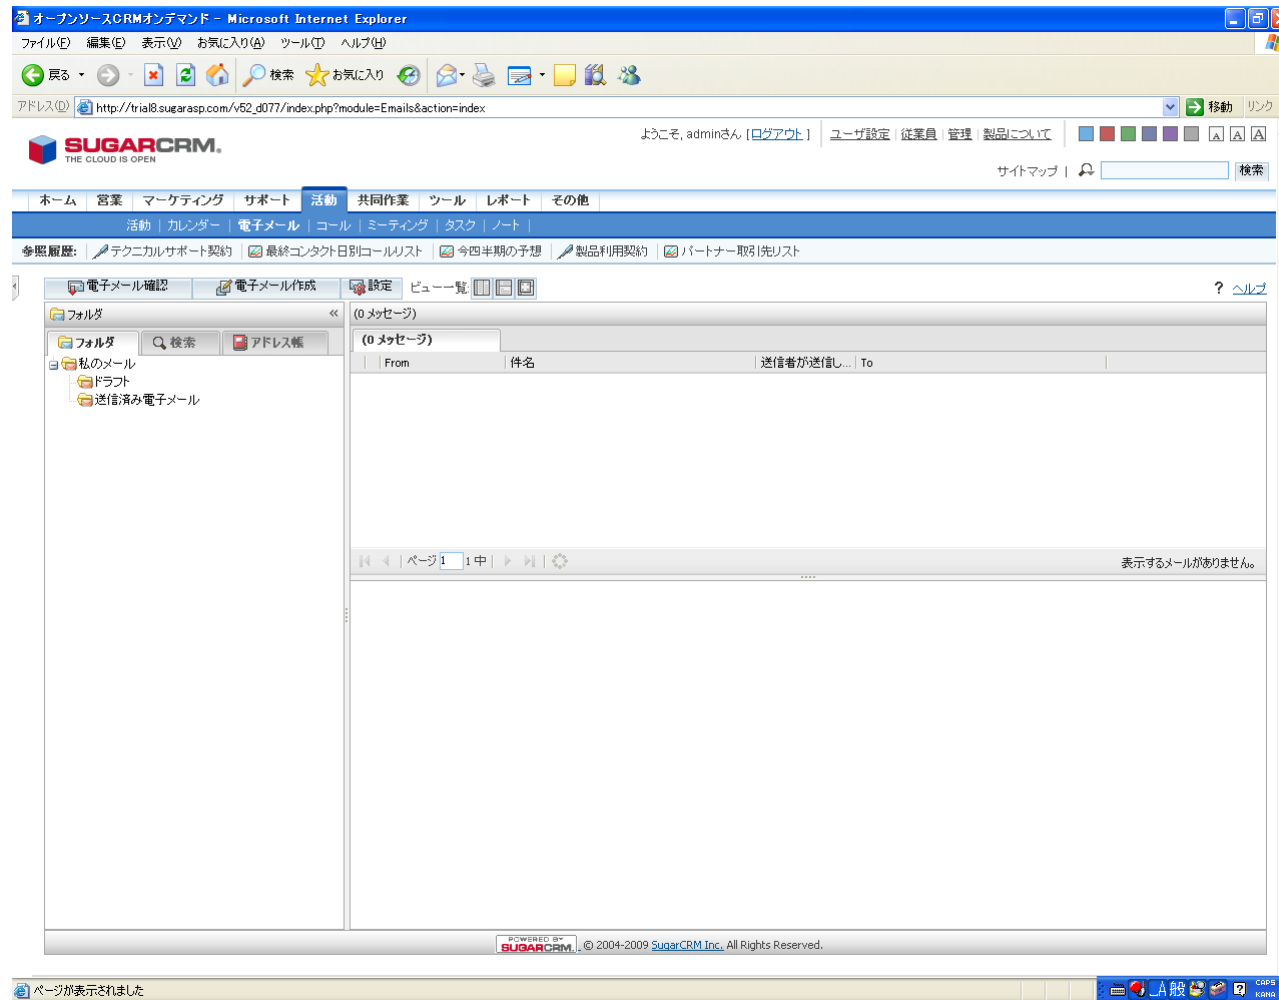 オープンソースCRMオンデマンド - Microsoft Internet Explorer
ファイル(F) 編集(E) 表示(V) お気に入り(A) ツール(T) ヘルプ(H)
戻る 検索 お気に入り
アドレス(D) http://trial8.sugarasp.com/v52_d077/index.php?module=Emails&action=index 移動 リンク
SUGARCRM.
THE CLOUD IS OPEN
ようこそ, adminさん [ログアウト] ユーザ設定 | 従業員 | 管理 | 製品について A A A
サイトマップ | 検索
ホーム 営業 マーケティング サポート 活動 共同作業 ツール レポート その他
活動 | カレンダー | 電子メール | コール | ミーティング | タスク | ノート |
参照履歴: テクニカルサポート契約 最終コンタクト日別コールリスト 今四半期の予想 製品利用契約 パートナー取引先リスト
電子メール確認 電子メール作成 設定 ビュー一覧: ? ヘルプ
フォルダ « (0 メッセージ)
フォルダ 検索 アドレス帳 (0 メッセージ)
From 件名 送信者が送信し... To
私のメール
ドラフト
送信済み電子メール
ページ 1 1 中 表示するメールがありません。
POWERED BY
SUGARCRM. © 2004-2009 SugarCRM Inc. All Rights Reserved.
ページが表示されました A 般 CAPS
KANA